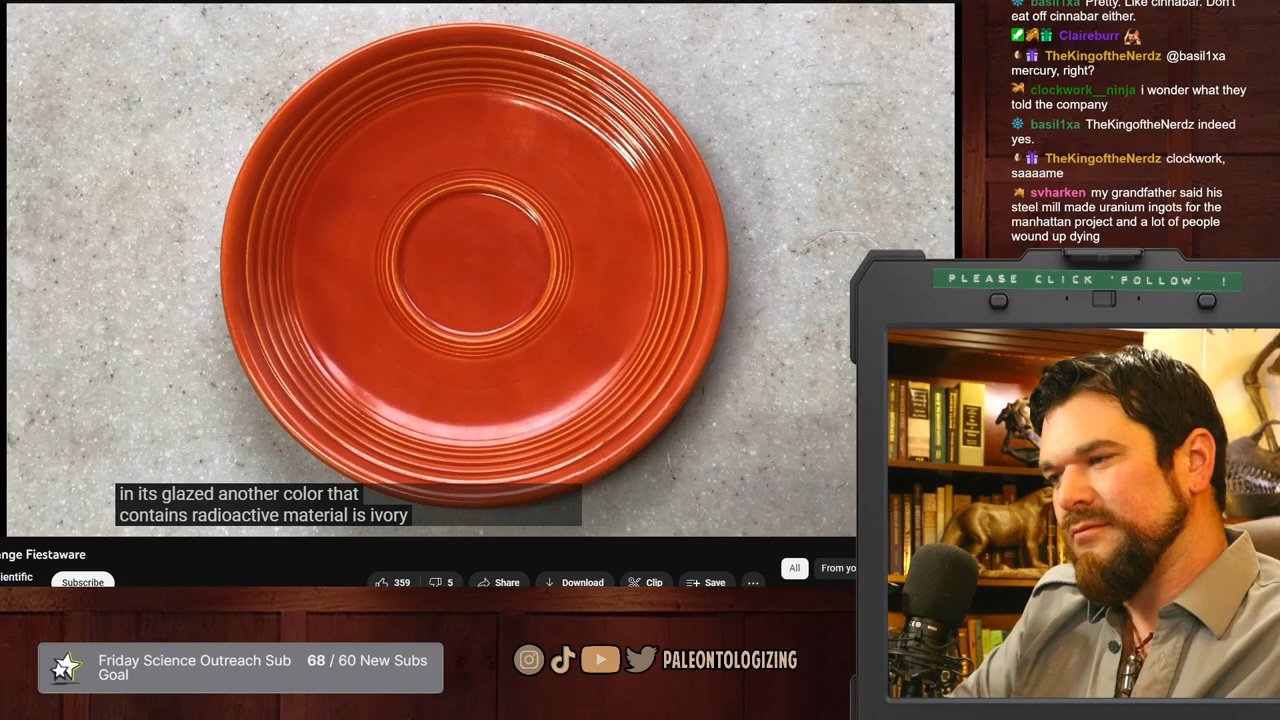 basil1xa Pretty. Like cinnabar. Don't
eat off cinnabar either.
Claireburr
TheKingoftheNerdz @basil1xa
mercury, right?
clockwork__ninja i wonder what they
told the company
basil1xa TheKingoftheNerdz indeed
yes.
TheKingoftheNerdz clockwork,
saaaame
svharken my grandfather said his
steel mill made uranium ingots for the
manhattan project and a lot of people
wound up dying
PLEASE CLICK 'FOLLOW' !
in its glazed another color that
contains radioactive material is ivory
nge Fiestaware
ientific
Subscribe
359
5
Share
Download
Clip
Save
...
All
From yo
Friday Science Outreach Sub
Goal
68 / 60 New Subs
PALEONTOLOGIZING